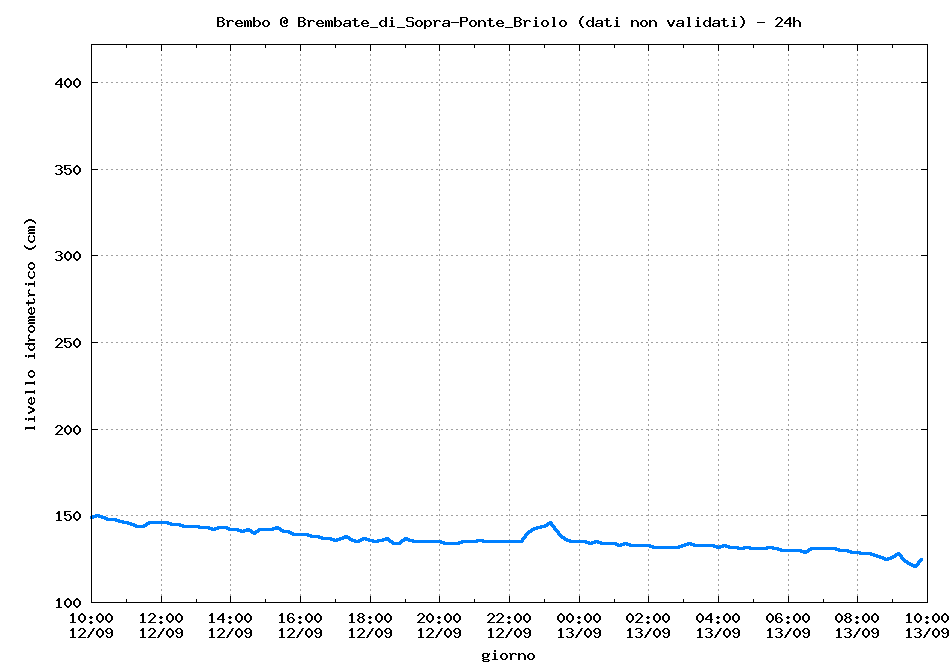 Brembo @ Brembate_di_Sopra-Ponte_Briolo (dati non validati) - 24h
livello idrometrico (cm)
400
350
300
250
200
150
100
10:00 12:00 14:00 16:00 18:00 20:00 22:00 00:00 02:00 04:00 06:00 08:00 10:00
12/09 12/09 12/09 12/09 12/09 12/09 12/09 13/09 13/09 13/09 13/09 13/09 13/09
giorno